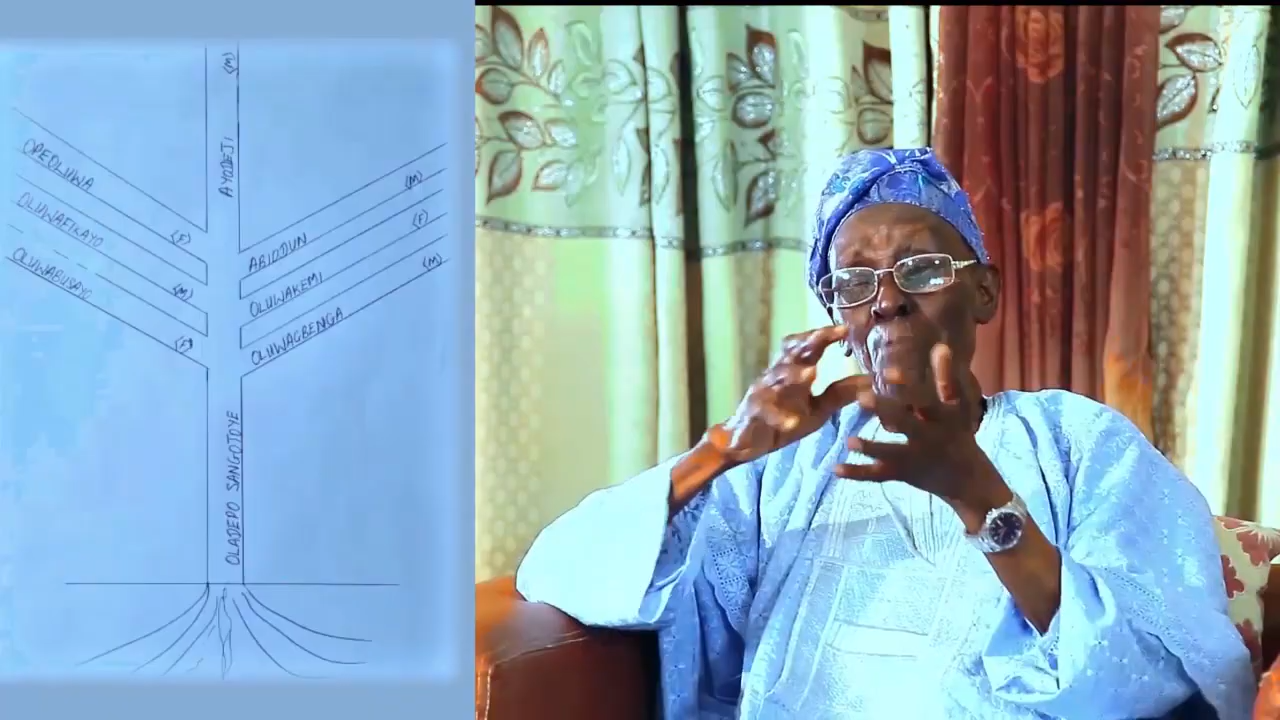 AYODEJI (M)
OPEOLUWA (F)
OLUWAFIKAYO (M)
OLUWABUSAYO (F)
ABIODUN (M)
OLUWAKEMI (F)
OLUWAGBENGA (M)
OLADEPO SANGOTOYE